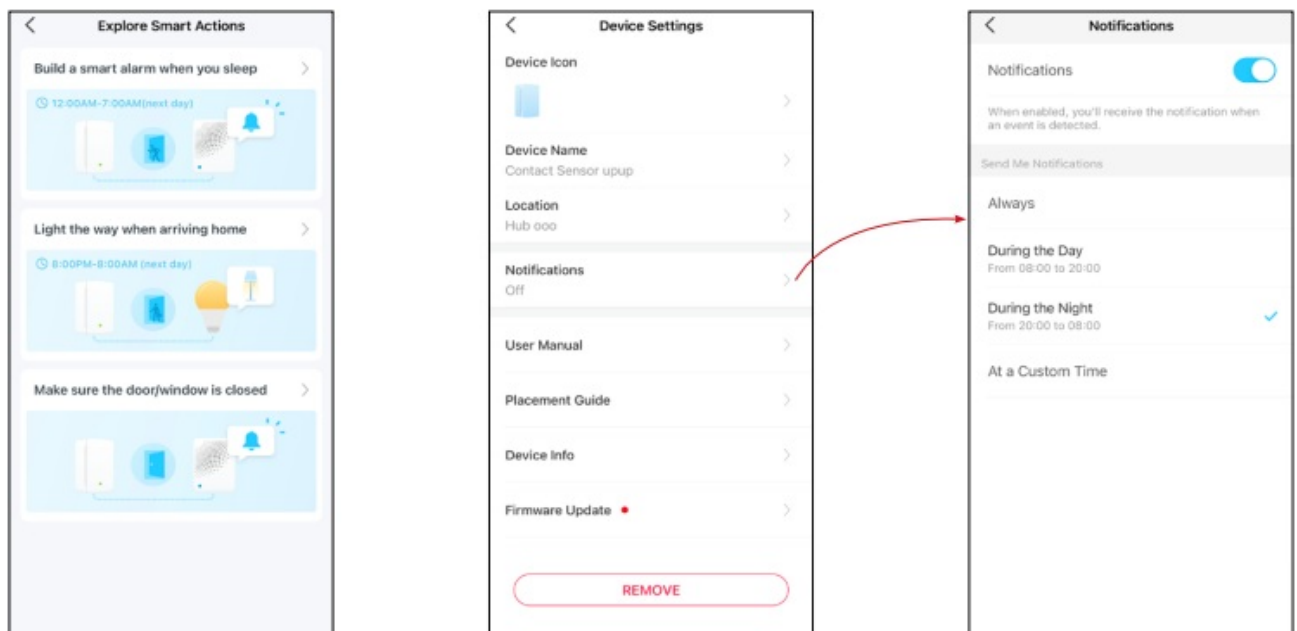 Explore Smart Actions
Build a smart alarm when you sleep
12:00AM-7:00AM(next day)
Light the way when arriving home
8:00PM-8:00AM (next day)
Make sure the door/window is closed
Device Settings
Device Icon
Device Name
Contact Sensor upup
Location
Hub ooo
Notifications
Off
User Manual
Placement Guide
Device Info
Firmware Update
REMOVE
Notifications
Notifications
When enabled, you'll receive the notification when
an event is detected.
Send Me Notifications
Always
During the Day
From 08:00 to 20:00
During the Night
From 20:00 to 08:00
At a Custom Time